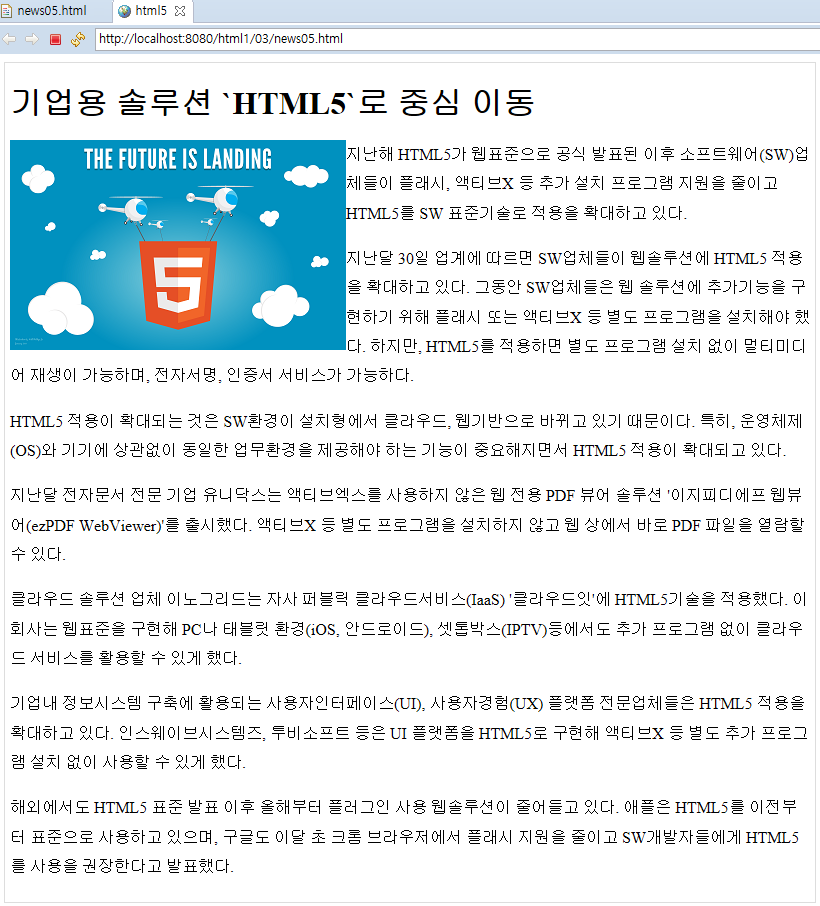 news05.html
html5
http://localhost:8080/html1/03/news05.html
기업용 솔루션 `HTML5`로 중심 이동
THE FUTURE IS LANDING
지난해 HTML5가 웹표준으로 공식 발표된 이후 소프트웨어(SW)업
체들이 플래시, 액티브X 등 추가 설치 프로그램 지원을 줄이고
HTML5를 SW 표준기술로 적용을 확대하고 있다.
지난달 30일 업계에 따르면 SW업체들이 웹솔루션에 HTML5 적용
을 확대하고 있다. 그동안 SW업체들은 웹 솔루션에 추가기능을 구
현하기 위해 플래시 또는 액티브X 등 별도 프로그램을 설치해야 했
다. 하지만, HTML5를 적용하면 별도 프로그램 설치 없이 멀티미디
어 재생이 가능하며, 전자서명, 인증서 서비스가 가능하다.
HTML5 적용이 확대되는 것은 SW환경이 설치형에서 클라우드, 웹기반으로 바뀌고 있기 때문이다. 특히, 운영체제
(OS)와 기기에 상관없이 동일한 업무환경을 제공해야 하는 기능이 중요해지면서 HTML5 적용이 확대되고 있다.
지난달 전자문서 전문 기업 유니닥스는 액티브엑스를 사용하지 않은 웹 전용 PDF 뷰어 솔루션 '이지피디에프 웹뷰
어(ezPDF WebViewer)'를 출시했다. 액티브X 등 별도 프로그램을 설치하지 않고 웹 상에서 바로 PDF 파일을 열람할
수 있다.
클라우드 솔루션 업체 이노그리드는 자사 퍼블릭 클라우드서비스(IaaS) '클라우드잇'에 HTML5기술을 적용했다. 이
회사는 웹표준을 구현해 PC나 태블릿 환경(iOS, 안드로이드), 셋톱박스(IPTV)등에서도 추가 프로그램 없이 클라우
드 서비스를 활용할 수 있게 했다.
기업내 정보시스템 구축에 활용되는 사용자인터페이스(UI), 사용자경험(UX) 플랫폼 전문업체들은 HTML5 적용을
확대하고 있다. 인스웨이브시스템즈, 투비소프트 등은 UI 플랫폼을 HTML5로 구현해 액티브X 등 별도 추가 프로그
램 설치 없이 사용할 수 있게 했다.
해외에서도 HTML5 표준 발표 이후 올해부터 플러그인 사용 웹솔루션이 줄어들고 있다. 애플은 HTML5를 이전부
터 표준으로 사용하고 있으며, 구글도 이달 초 크롬 브라우저에서 플래시 지원을 줄이고 SW개발자들에게 HTML5
를 사용을 권장한다고 발표했다.